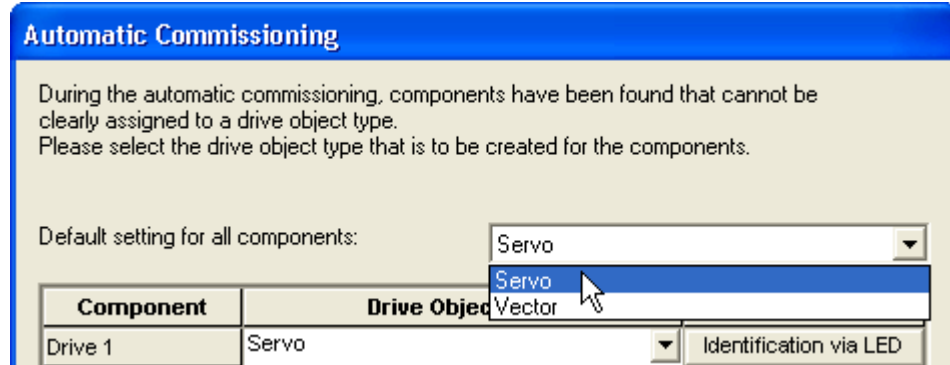 Automatic Commissioning
During the automatic commissioning, components have been found that cannot be
clearly assigned to a drive object type.
Please select the drive object type that is to be created for the components.
Default setting for all components:
Servo
Servo
Vector
Component
Drive Objec
Drive 1
Servo
Identification via LED